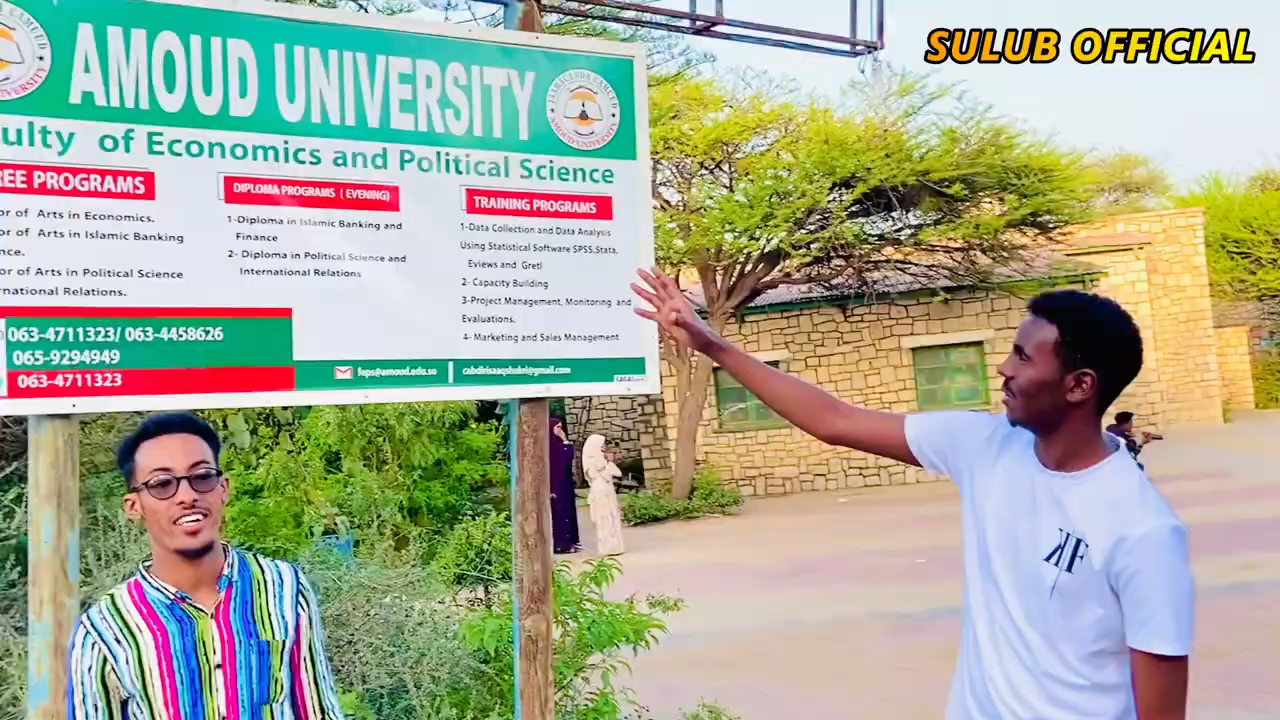 SULUB OFFICIAL
AMOUD UNIVERSITY
AMOUD UNIVERSITY
ulty of Economics and Political Science
REE PROGRAMS
or of Arts in Economics.
or of Arts in Islamic Banking
nce.
or of Arts in Political Science
rnational Relations.
DIPLOMA PROGRAMS ( EVENING)
1-Diploma in Islamic Banking and
Finance
2- Diploma in Political Science and
International Relations
TRAINING PROGRAMS
1-Data Collection and Data Analysis
Using Statistical Software SPSS,Stata,
Eviews and Gretl
2- Capacity Building
3-Project Management, Monitoring and
Evaluations.
4- Marketing and Sales Management
063-4711323/ 063-4458626
065-9294949
063-4711323
feps@amoud.edu.so
cabdirisaaqshukri@gmail.com
KF